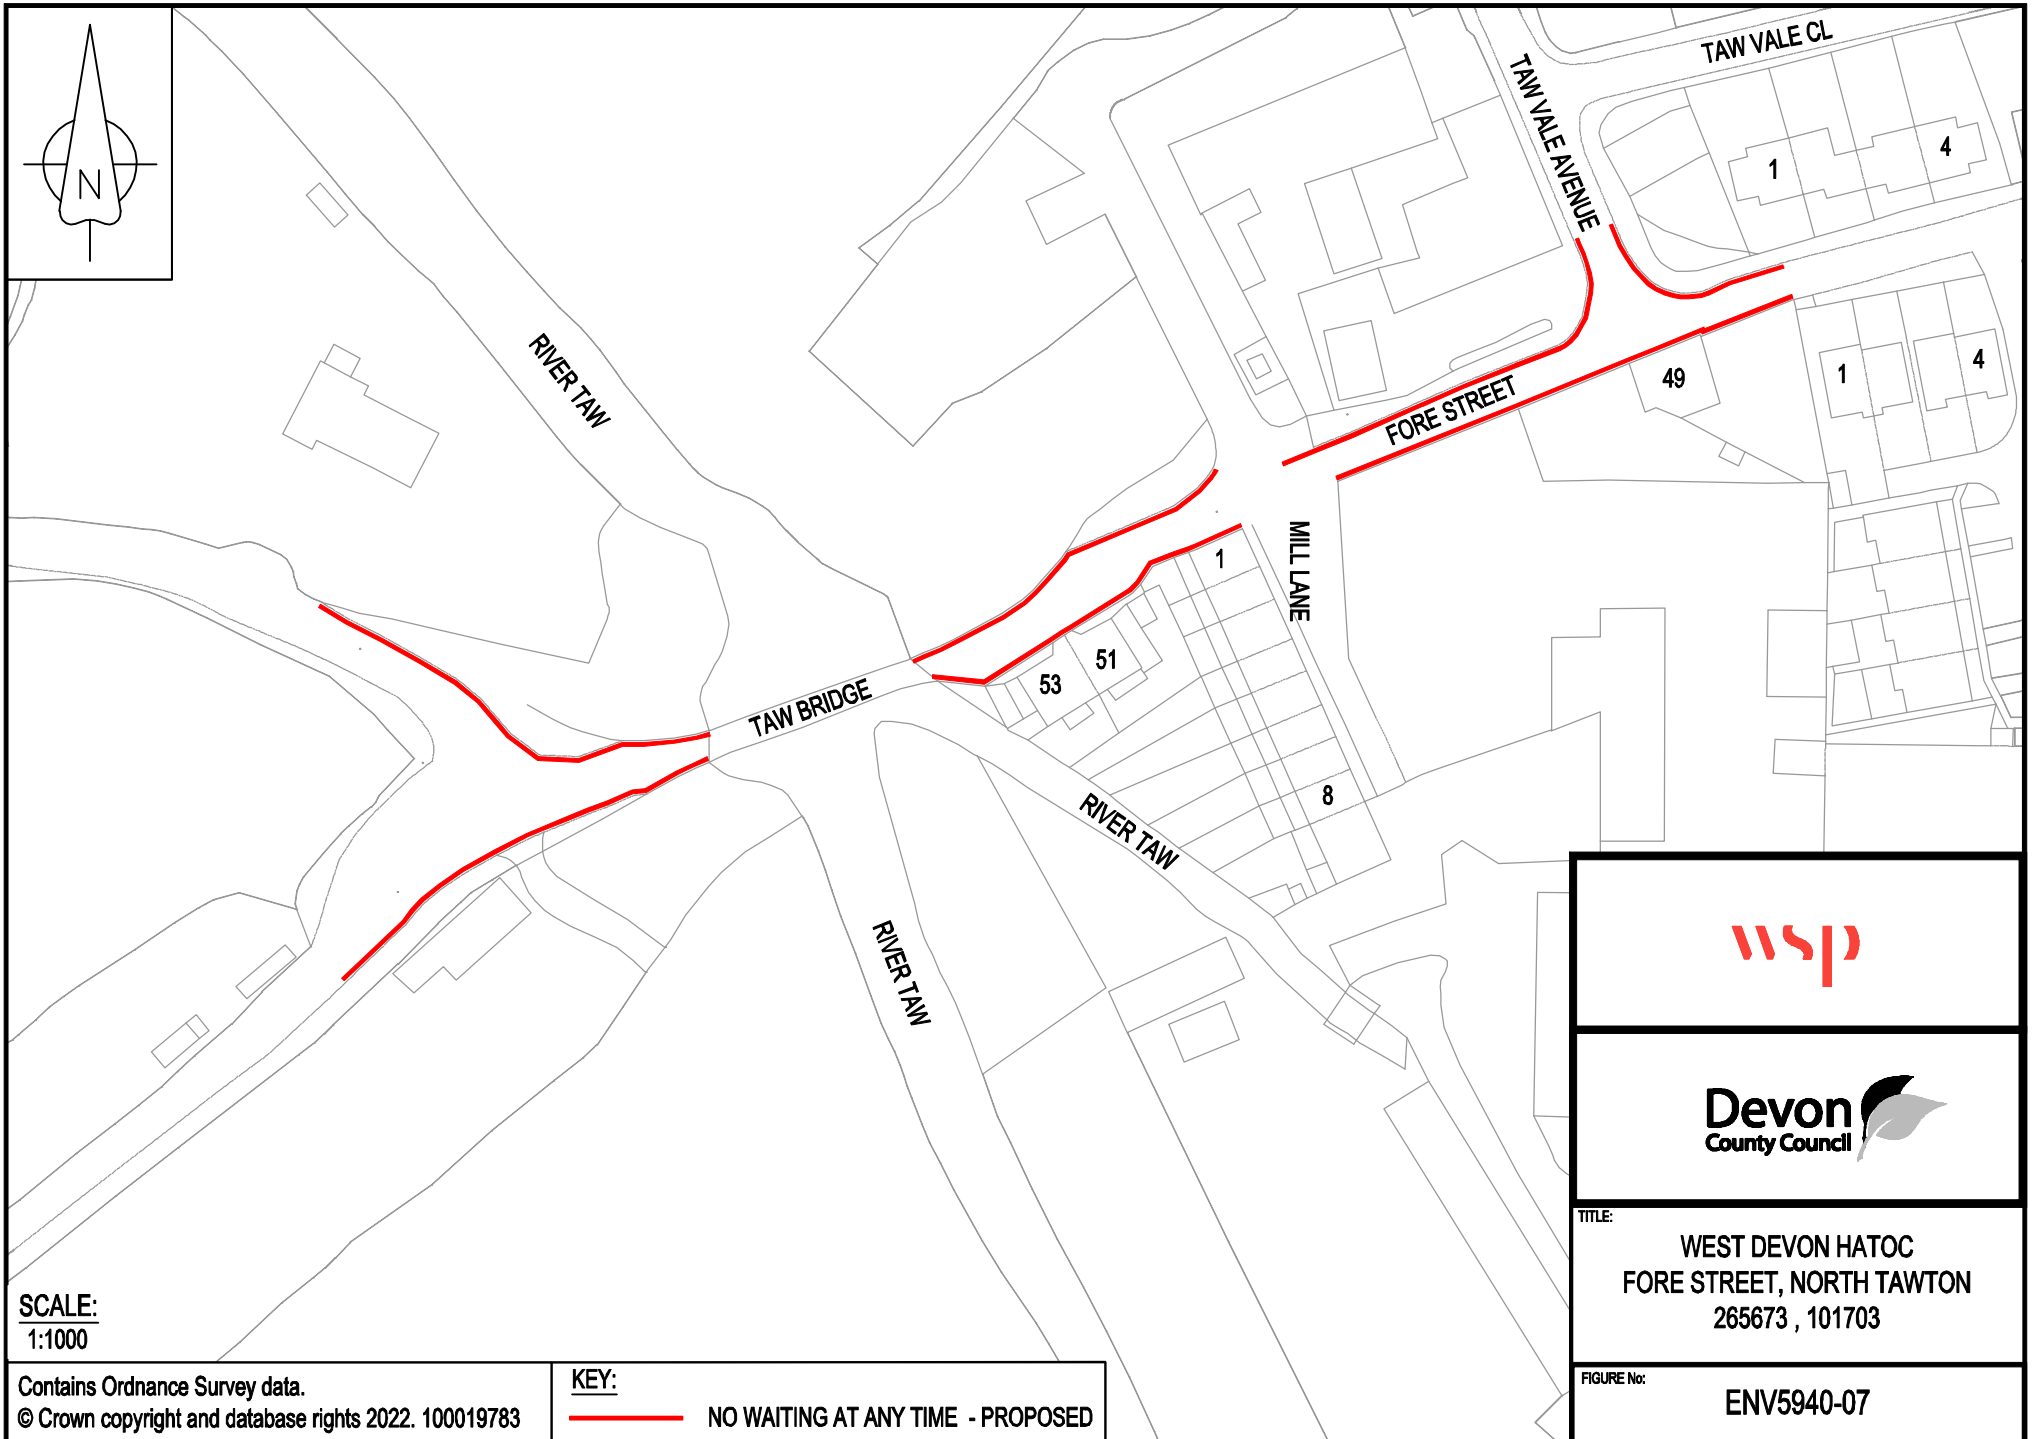 N
TAW VALE CL
TAW VALE AVENUE
1
4
RIVER TAW
FORE STREET
49
1
4
MILL LANE
1
51
53
TAW BRIDGE
8
RIVER TAW
RIVER TAW
wsp
Devon
County Council
TITLE:
WEST DEVON HATOC
FORE STREET, NORTH TAWTON
265673 , 101703
FIGURE No:
ENV5940-07
SCALE:
1:1000
Contains Ordnance Survey data.
© Crown copyright and database rights 2022. 100019783
KEY:
NO WAITING AT ANY TIME - PROPOSED